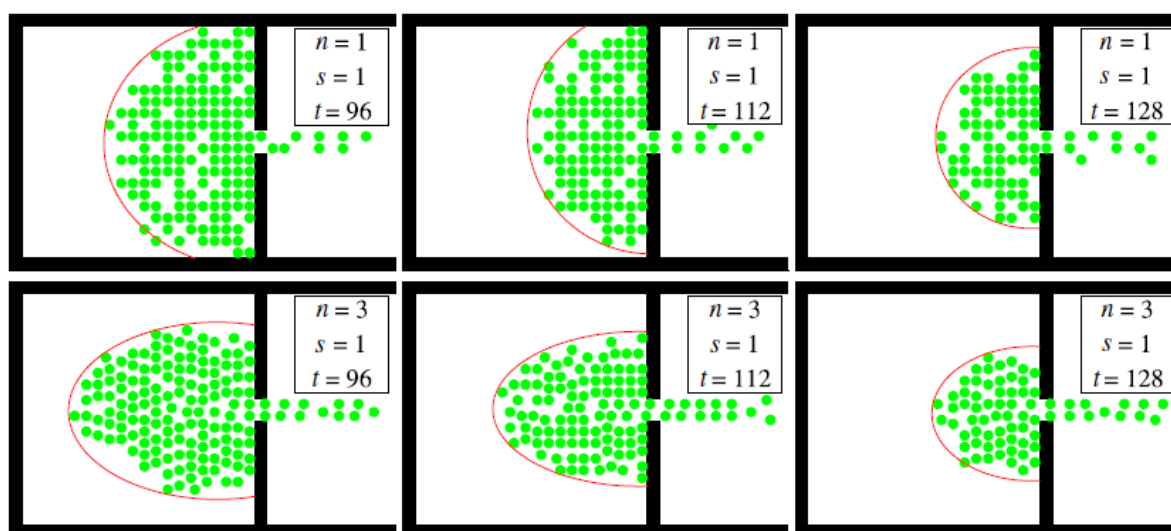 n = 1
s = 1
t = 96
n = 1
s = 1
t = 112
n = 1
s = 1
t = 128
n = 3
s = 1
t = 96
n = 3
s = 1
t = 112
n = 3
s = 1
t = 128